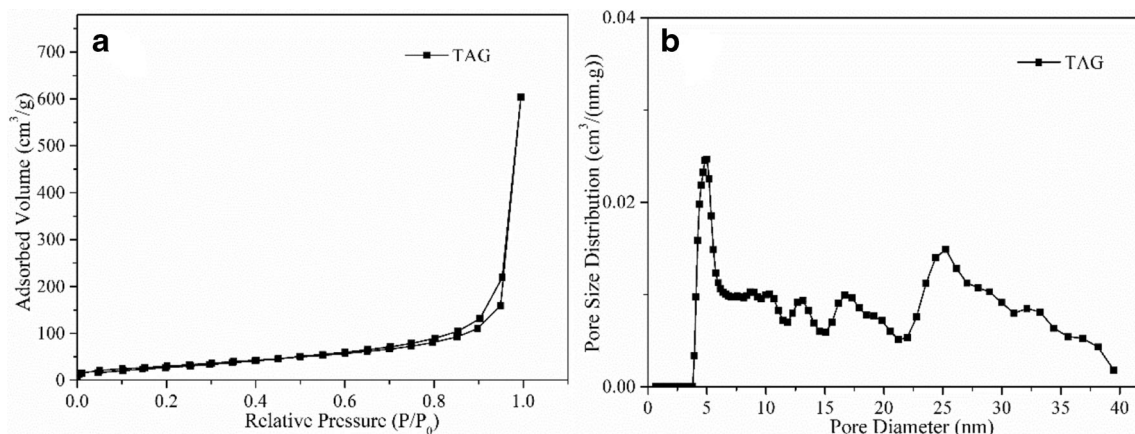 a
TAG
Adsorbed Volume (cm³/g)
700
600
500
400
300
200
100
0
0.0 0.2 0.4 0.6 0.8 1.0
Relative Pressure (P/P₀)
b
TAG
Pore Size Distribution (cm³/(nm.g))
0.04
0.02
0.00
0 5 10 15 20 25 30 35 40
Pore Diameter (nm)